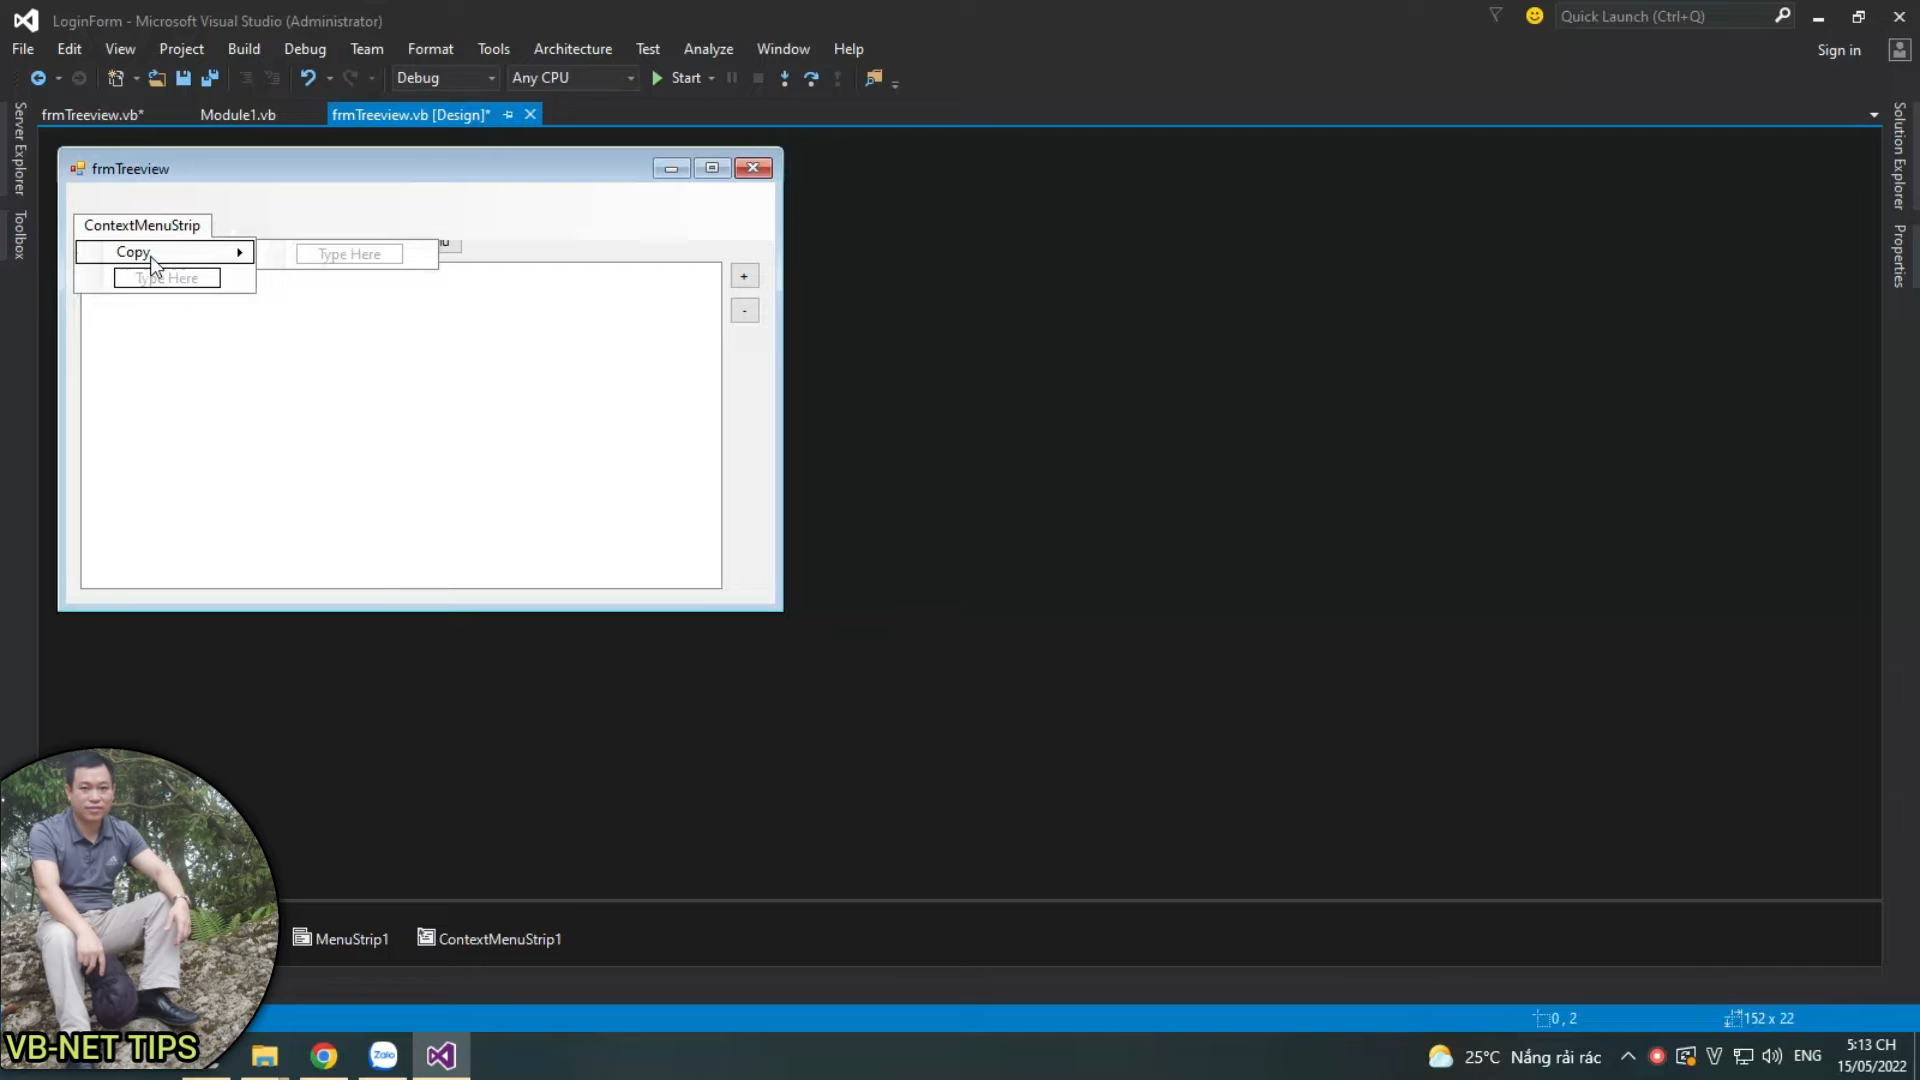 LoginForm - Microsoft Visual Studio (Administrator)
Quick Launch (Ctrl+Q)
File Edit View Project Build Debug Team Format Tools Architecture Test Analyze Window Help
Sign in
Debug Any CPU Start
frmTreeview.vb* Module1.vb frmTreeview.vb [Design]*
Server Explorer
Toolbox
Solution Explorer
Properties
frmTreeview
ContextMenuStrip
Copy
Type Here
Type Here
+
-
MenuStrip1 ContextMenuStrip1
0 , 2
152 x 22
VB-NET TIPS
Zalo
25°C Nắng rải rác
ENG
5:13 CH
15/05/2022